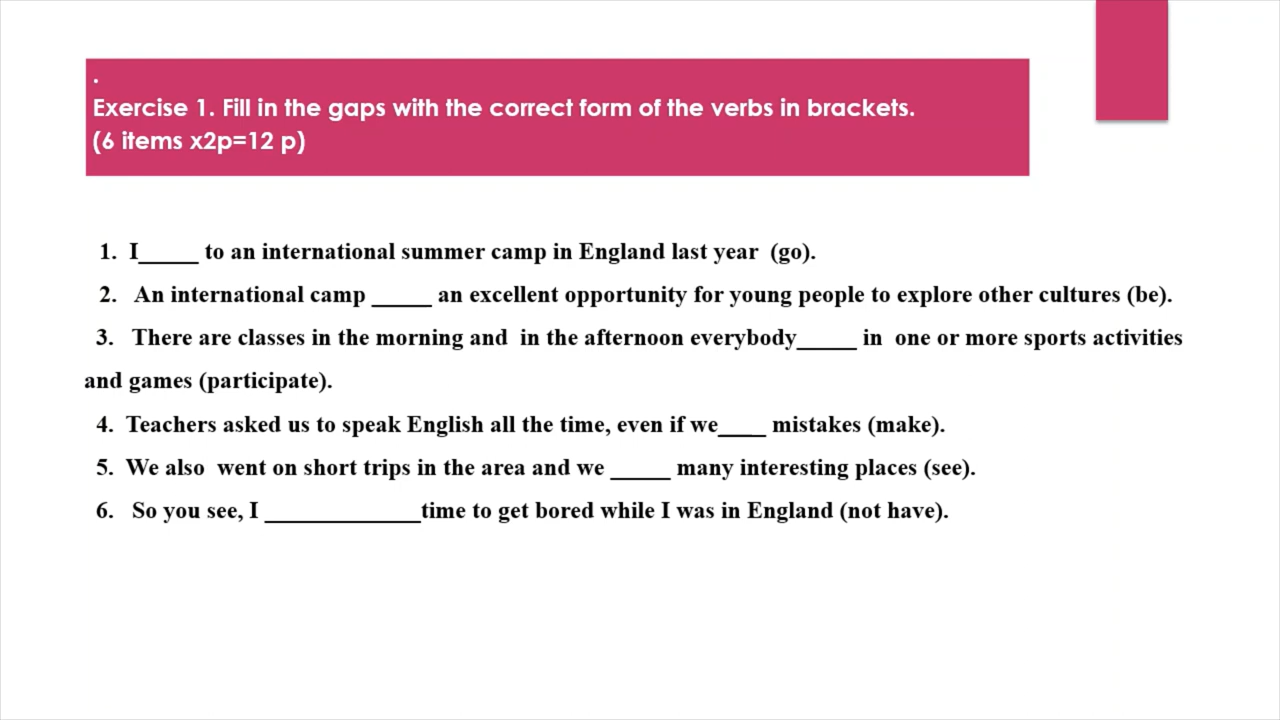 .
Exercise 1. Fill in the gaps with the correct form of the verbs in brackets.
(6 items x2p=12 p)
1. I_____ to an international summer camp in England last year (go).
2. An international camp _____ an excellent opportunity for young people to explore other cultures (be).
3. There are classes in the morning and in the afternoon everybody_____ in one or more sports activities
and games (participate).
4. Teachers asked us to speak English all the time, even if we____ mistakes (make).
5. We also went on short trips in the area and we _____ many interesting places (see).
6. So you see, I _____________time to get bored while I was in England (not have).